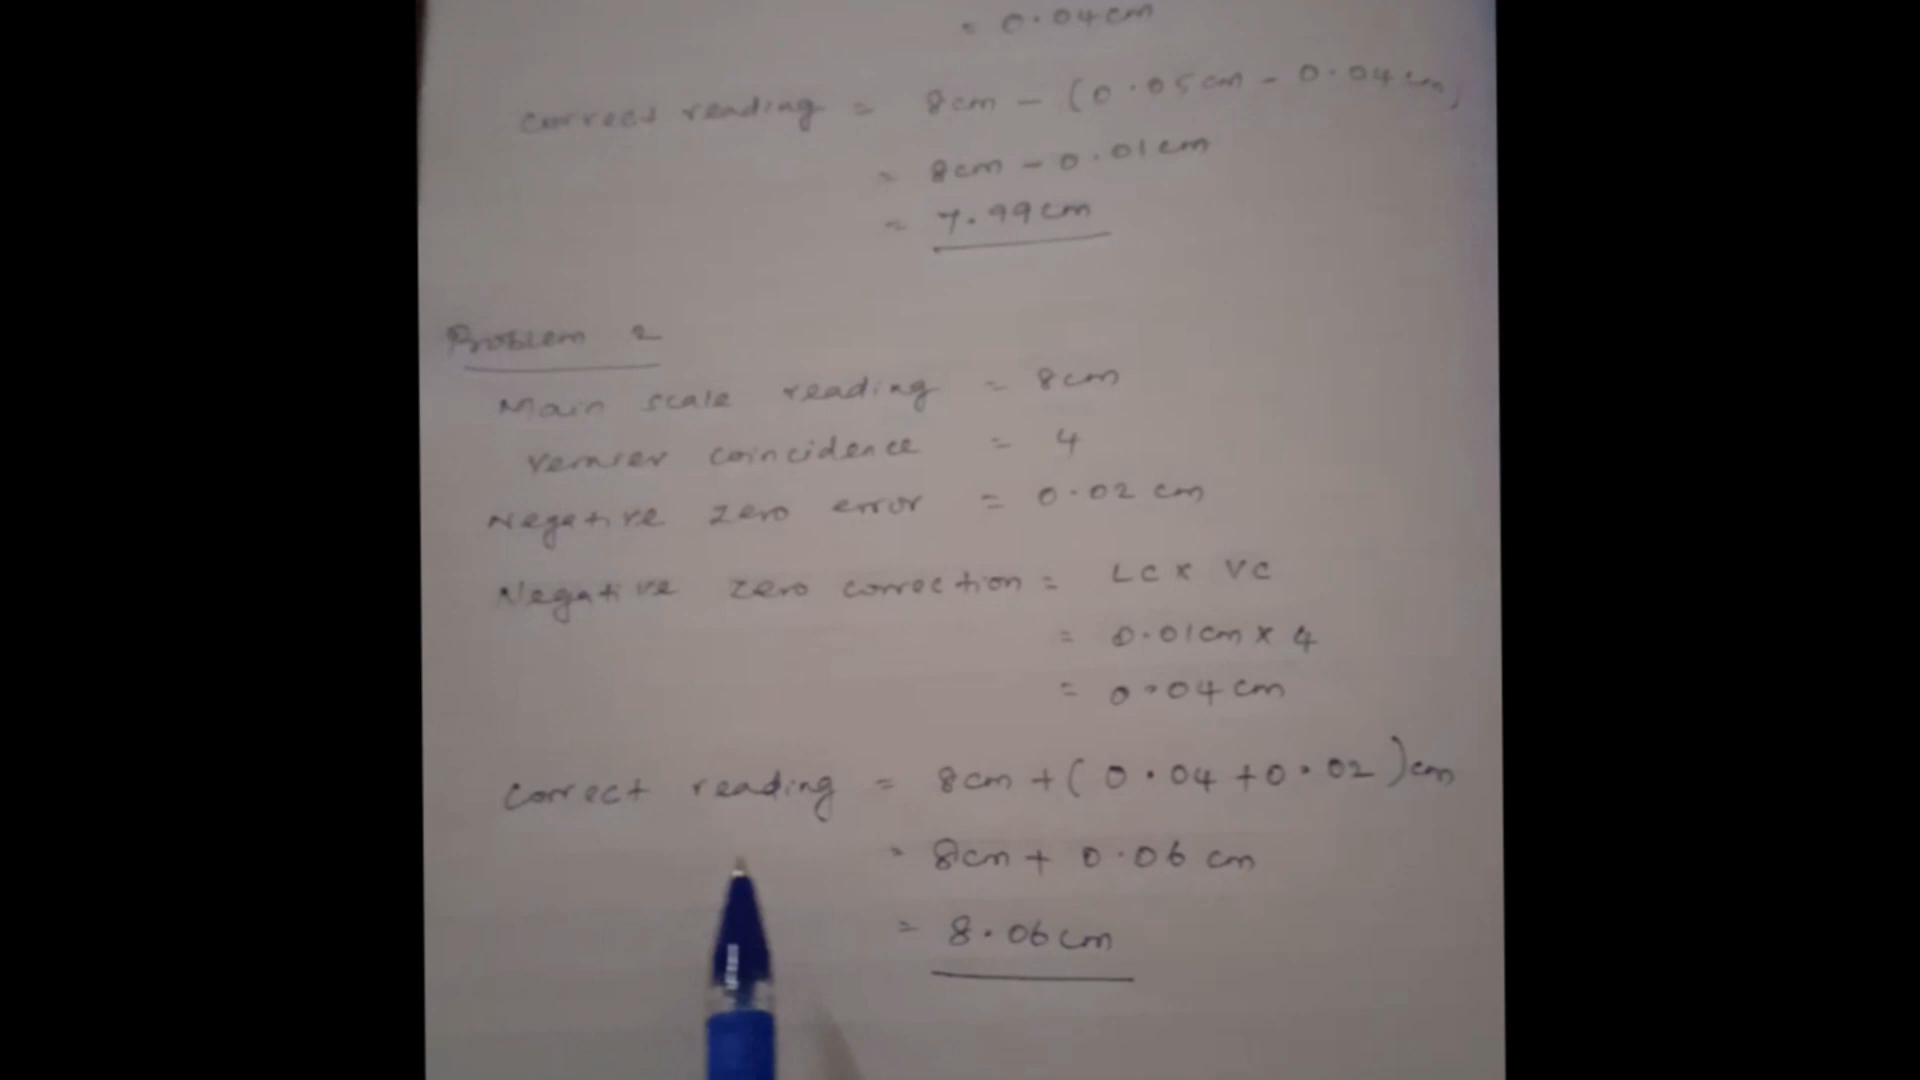 = 0.04cm
correct reading = 8cm - (0.05cm - 0.04cm)
= 8cm - 0.01cm
= 7.99cm
Problem 2
Main scale reading = 8cm
vernier coincidence = 4
Negative zero error = 0.02 cm
Negative zero correction = LC x VC
= 0.01cm x 4
= 0.04 cm
correct reading = 8cm + (0.04 + 0.02) cm
= 8cm + 0.06 cm
= 8.06cm